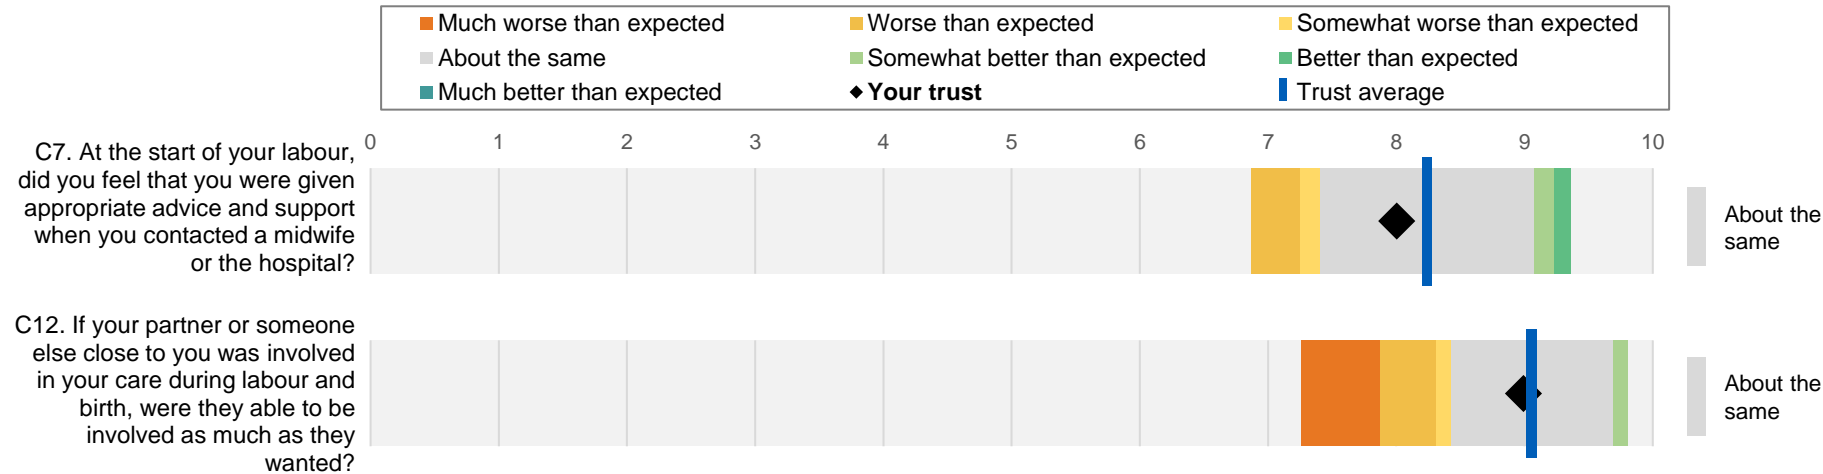 Much worse than expected
Worse than expected
Somewhat worse than expected
About the same
Somewhat better than expected
Better than expected
Much better than expected
Your trust
Trust average
0 1 2 3 4 5 6 7 8 9 10
C7. At the start of your labour,
did you feel that you were given
appropriate advice and support
when you contacted a midwife
or the hospital?
About the
same
C12. If your partner or someone
else close to you was involved
in your care during labour and
birth, were they able to be
involved as much as they
wanted?
About the
same